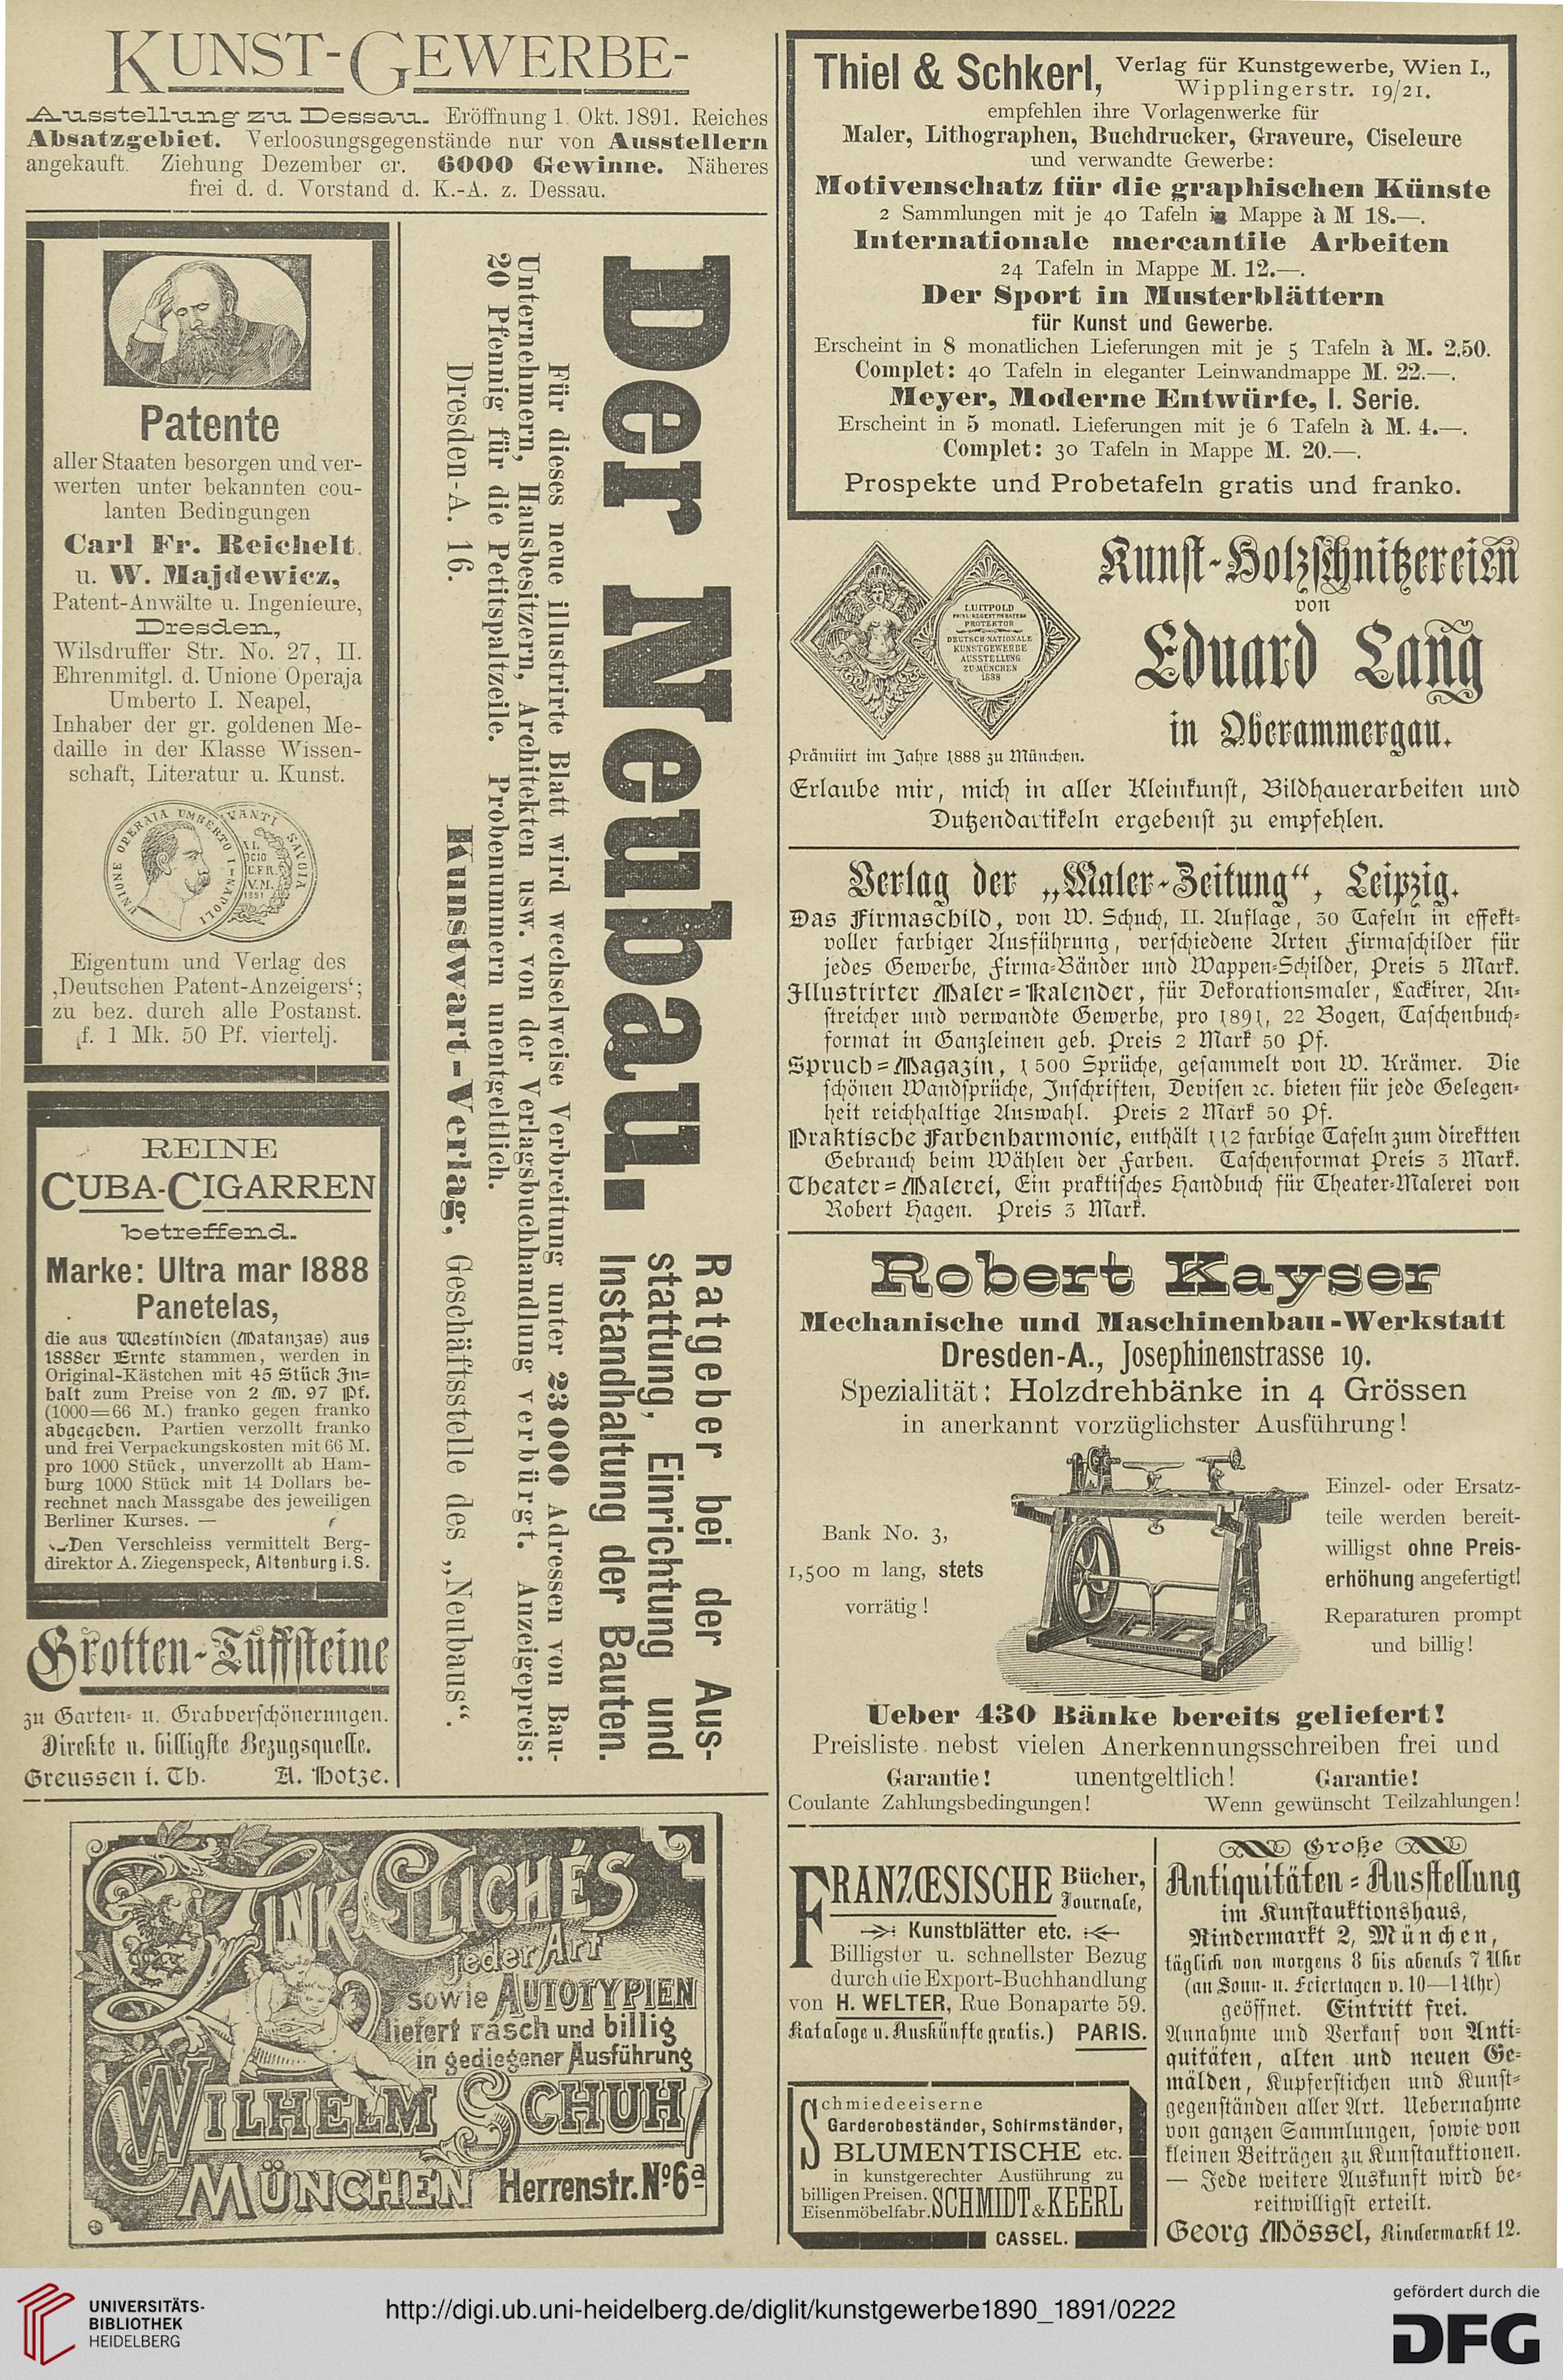 KUNST-GEWERBE-
Ausstellung zu Dessau. Eröffnung 1. Okt. 1891. Reiches
Absatzgebiet. Verloosungsgegenstände nur von Ausstellern
angekauft. Ziehung Dezember cr. 6000 Gewinne. Näheres
frei d. d. Vorstand d. K.-A. z. Dessau.
Patente
aller Staaten besorgen und ver-
werten unter bekannten cou-
lanten Bedingungen
Carl Fr. Reichelt
u. W. Majdewicz,
Patent-Anwälte u. Ingenieure,
Dresden,
Wilsdruffer Str. No. 27, II.
Ehrenmitgl. d. Unione Operaja
Umberto I. Neapel,
Inhaber der gr. goldenen Me-
daille in der Klasse Wissen-
schaft, Literatur u. Kunst.
UNIONE OPERAIA UMBERTO I-NAPOLI
VANTI SAVOIA
C.F.R.
V.M.
1891
Eigentum und Verlag des
‚Deutschen Patent-Anzeigers‘;
zu bez. durch alle Postanst.
f. 1 Mk. 50 Pf. viertelj.
REINE
CUBA-CIGARREN
betreffend.
Marke: Ultra mar 1888
Panetelas,
die aus Westindien (Matanzas) aus
1888er Ernte stammen, werden in
Original-Kästchen mit 45 Stück In-
halt zum Preise von 2 M. 97 Pf.
(1000=66 M.) franko gegen franko
abgegeben. Partien verzollt franko
und frei Verpackungskosten mit 66 M.
pro 1000 Stück, unverzollt ab Ham-
burg 1000 Stück mit 14 Dollars be-
rechnet nach Massgabe des jeweiligen
Berliner Kurses. —
Den Verschleiss vermittelt Berg-
direktor A. Ziegenspeck, Altenburg i. S.
Grotten-Tuffsteine
zu Garten- u. Grabverschönerungen.
Direkte u. billigste Bezugsquelle.
Greussen i. Th. A. Hotze.
Der Neubau.
Ratgeber bei der Aus-
stattung, Einrichtung und
Instandhaltung der Bauten.
Für dieses neue illustrirte Blatt wird wechselweise Verbreitung unter 23000 Adressen von Bau-
Unternehmern, Hausbesitzern, Architekten usw. von der Verlagsbuchhandlung verbürgt. Anzeigepreis:
20 Pfennig für die Petitspaltzeile. Probenummern unentgeltlich.
Dresden-A. 16. Kunstwart-Verlag, Geschäftsstelle des „Neubaus“.
ZINK CLICHÉS
jeder Art
sowie AUTOTYPIEN
liefert rasch und billig
in gediegener Ausführung
WILHELM SCHUH
MÜNCHEN Herrenstr. No 6a
Thiel & Schkerl, Verlag für Kunstgewerbe, Wien I.,
Wipplingerstr. 19/21.
empfehlen ihre Vorlagenwerke für
Maler, Lithographen, Buchdrucker, Graveure, Ciseleure
und verwandte Gewerbe:
Motivenschatz für die graphischen Künste
2 Sammlungen mit je 40 Tafeln in Mappe à M 18.—.
Internationale mercantile Arbeiten
24 Tafeln in Mappe M. 12.—.
Der Sport in Musterblättern
für Kunst und Gewerbe.
Erscheint in 8 monatlichen Lieferungen mit je 5 Tafeln à M. 2.50.
Complet: 40 Tafeln in eleganter Leinwandmappe M. 22.—.
Meyer, Moderne Entwürfe, I. Serie.
Erscheint in 5 monatl. Lieferungen mit je 6 Tafeln à M. 4.—.
Complet: 30 Tafeln in Mappe M. 20.—.
Prospekte und Probetafeln gratis und franko.
LUITPOLD
PROTEKTOR
DEUTSCH-NATIONALE
KUNSTGEWERBE
AUSSTELLUNG
ZU MÜNCHEN
1888
Prämiirt im Jahre 1888 zu München.
Kunst-Holzschnitzereien
von
Eduard Lang
in Oberammergau.
Erlaube mir, mich in aller Kleinkunst, Bildhauerarbeiten und
Dutzendartikeln ergebenst zu empfehlen.
Verlag der „Maler-Zeitung“, Leipzig.
Das Firmaschild, von W. Schuch, II. Auflage, 30 Tafeln in effekt-
voller farbiger Ausführung, verschiedene Arten Firmaschilder für
jedes Gewerbe, Firma-Bänder und Wappen-Schilder, Preis 5 Mark.
Illustrirter Maler-Kalender, für Dekorationsmaler, Lackirer, An-
streicher und verwandte Gewerbe, pro 1891, 22 Bogen, Taschenbuch-
format in Ganzleinen geb. Preis 2 Mark 50 Pf.
Spruch-Magazin, 1500 Sprüche, gesammelt von W. Krämer. Die
schönen Wandsprüche, Inschriften, Devisen ꝛc. bieten für jede Gelegen-
heit reichhaltige Auswahl. Preis 2 Mark 50 Pf.
Praktische Farbenharmonie, enthält 112 farbige Tafeln zum direktten
Gebrauch beim Wählen der Farben. Taschenformat Preis 3 Mark.
Theater-Malerei, Ein praktisches Handbuch für Theater-Malerei von
Robert Hagen. Preis 3 Mark.
Robert Kayser
Mechanische und Maschinenbau-Werkstatt
Dresden-A., Josephinenstrasse 19.
Spezialität: Holzdrehbänke in 4 Grössen
in anerkannt vorzüglichster Ausführung!
Bank No. 3,
1,500 m lang, stets
vorrätig!
Einzel- oder Ersatz-
teile werden bereit-
willigst ohne Preis-
erhöhung angefertigt!
Reparaturen prompt
und billig!
Ueber 430 Bänke bereits geliefert!
Preisliste nebst vielen Anerkennungsschreiben frei und
Garantie! unentgeltlich! Garantie!
Coulante Zahlungsbedingungen! Wenn gewünscht Teilzahlungen!
FRANZŒSISCHE Bücher,
Journale,
Kunstblätter etc.
Billigster u. schnellster Bezug
durch die Export-Buchhandlung
von H. WELTER, Rue Bonaparte 59.
Kataloge u. Auskünfte gratis.) PARIS.
Schmiedeeiserne
Garderobeständer, Schirmständer,
BLUMENTISCHE etc.
in kunstgerechter Ausführung zu
billigen Preisen.
Eisenmöbelfabr. SCHMIDT & KEERL
CASSEL.
Große
Antiquitäten-Ausstellung
im Kunstauktionshaus,
Rindermarkt 2, München,
täglich von morgens 8 bis abends 7 Uhr
(an Sonn- u. Feiertagen v. 10—1 Uhr)
geöffnet. Eintritt frei.
Annahme und Verkauf von Anti-
quitäten, alten und neuen Ge-
mälden, Kupferstichen und Kunst-
gegenständen aller Art. Uebernahme
von ganzen Sammlungen, sowie von
kleinen Beiträgen zu Kunstauktionen.
— Jede weitere Auskunft wird be-
reitwilligst erteilt.
Georg Mössel, Rindermarkt 12.
UNIVERSITÄTS-
BIBLIOTHEK
HEIDELBERG
http://digi.ub.uni-heidelberg.de/diglit/kunstgewerbe1890_1891/0222
gefördert durch die
DFG